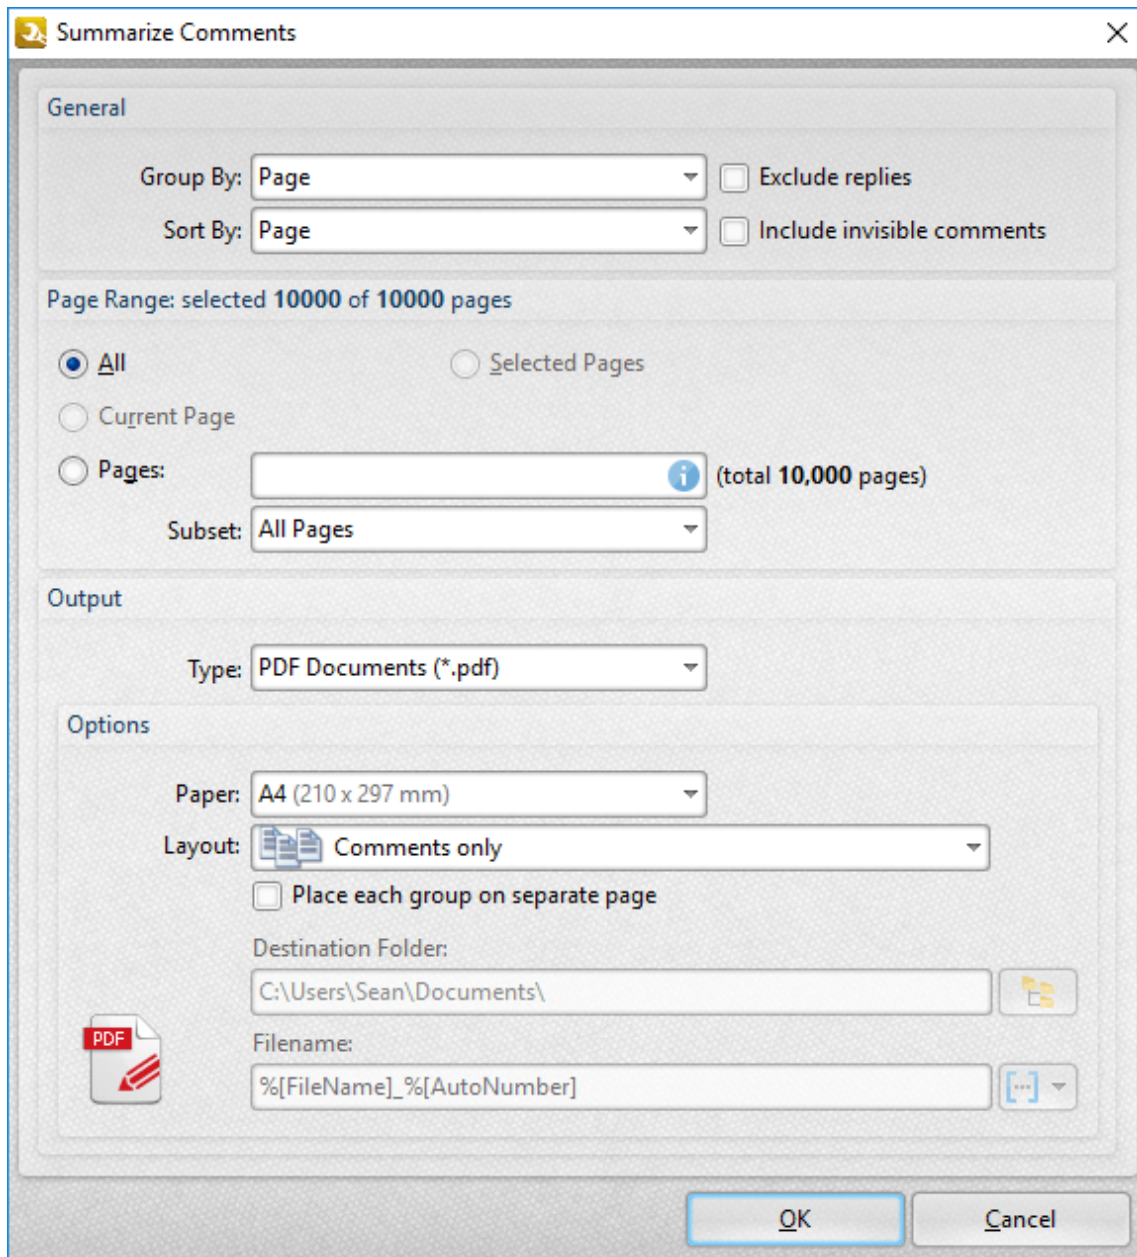 Summarize Comments
General
Group By: Page Exclude replies
Sort By: Page Include invisible comments
Page Range: selected 10000 of 10000 pages
All Selected Pages
Current Page
Pages: (total 10,000 pages)
Subset: All Pages
Output
Type: PDF Documents (*.pdf)
Options
Paper: A4 (210 x 297 mm)
Layout: Comments only
Place each group on separate page
Destination Folder:
C:\Users\Sean\Documents\
PDF
Filename:
%[FileName]_%[AutoNumber]
OK Cancel